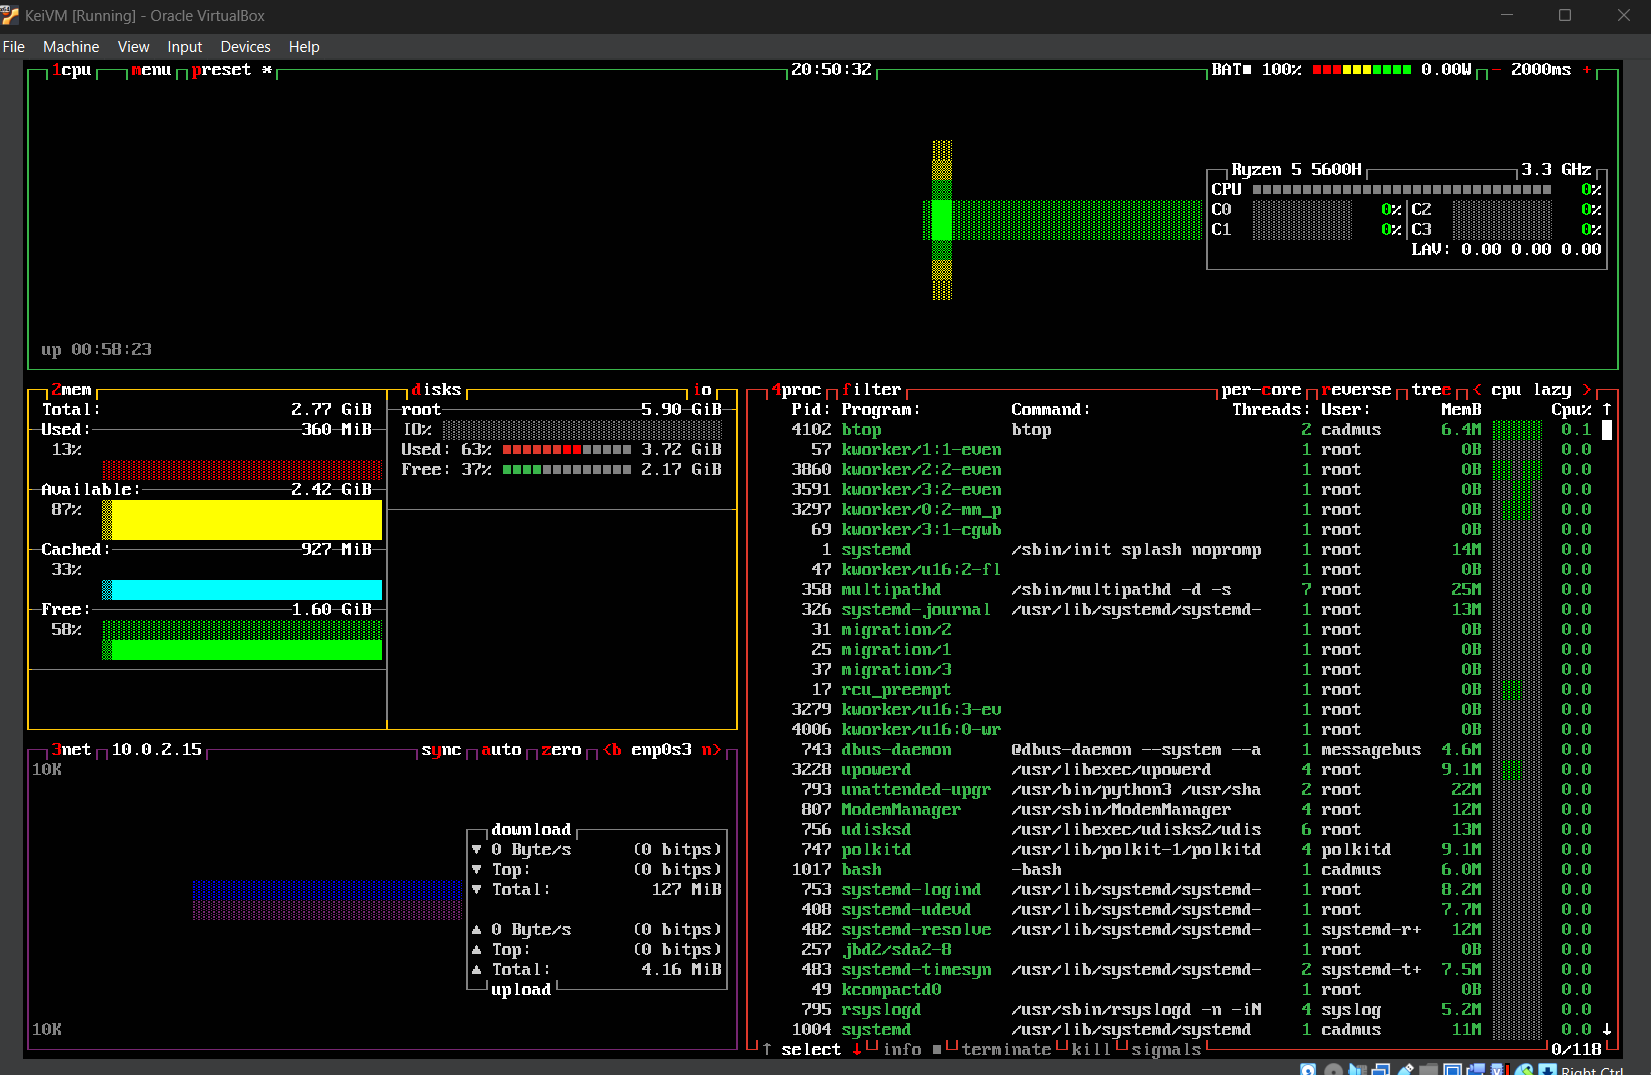 KeiVM [Running] - Oracle VirtualBox
File Machine View Input Devices Help
1cpu menu preset * 20:50:32 BAT■ 100% 0.00W - 2000ms +
Ryzen 5 5600H 3.3 GHz
CPU 0%
C0 0% C2 0%
C1 0% C3 0%
LAV: 0.00 0.00 0.00
up 00:58:23
2mem
Total: 2.77 GiB
Used: 360 MiB
13%
Available: 2.42 GiB
87%
Cached: 927 MiB
33%
Free: 1.60 GiB
58%
disks io
root 5.90 GiB
IO%
Used: 63% 3.72 GiB
Free: 37% 2.17 GiB
3net 10.0.2.15 sync auto zero <b enp0s3 n>
10K
download
▼ 0 Byte/s (0 bitps)
▼ Top: (0 bitps)
▼ Total: 127 MiB
▲ 0 Byte/s (0 bitps)
▲ Top: (0 bitps)
▲ Total: 4.16 MiB
upload
10K
4proc filter per-core reverse tree < cpu lazy >
Pid: Program: Command: Threads: User: MemB Cpu% ↑
4102 btop btop 2 cadmus 6.4M 0.1
57 kworker/1:1-even 1 root 0B 0.0
3860 kworker/2:2-even 1 root 0B 0.0
3591 kworker/3:2-even 1 root 0B 0.0
3297 kworker/0:2-mm_p 1 root 0B 0.0
69 kworker/3:1-cgwb 1 root 0B 0.0
1 systemd /sbin/init splash nopromp 1 root 14M 0.0
47 kworker/u16:2-fl 1 root 0B 0.0
358 multipathd /sbin/multipathd -d -s 7 root 25M 0.0
326 systemd-journal /usr/lib/systemd/systemd- 1 root 13M 0.0
31 migration/2 1 root 0B 0.0
25 migration/1 1 root 0B 0.0
37 migration/3 1 root 0B 0.0
17 rcu_preempt 1 root 0B 0.0
3279 kworker/u16:3-ev 1 root 0B 0.0
4006 kworker/u16:0-wr 1 root 0B 0.0
743 dbus-daemon @dbus-daemon --system --a 1 messagebus 4.6M 0.0
3228 upowerd /usr/libexec/upowerd 4 root 9.1M 0.0
793 unattended-upgr /usr/bin/python3 /usr/sha 2 root 22M 0.0
807 ModemManager /usr/sbin/ModemManager 4 root 12M 0.0
756 udisksd /usr/libexec/udisks2/udis 6 root 13M 0.0
747 polkitd /usr/lib/polkit-1/polkitd 4 polkitd 9.1M 0.0
1017 bash -bash 1 cadmus 6.0M 0.0
753 systemd-logind /usr/lib/systemd/systemd- 1 root 8.2M 0.0
408 systemd-udevd /usr/lib/systemd/systemd- 1 root 7.7M 0.0
482 systemd-resolve /usr/lib/systemd/systemd- 1 systemd-r+ 12M 0.0
257 jbd2/sda2-8 1 root 0B 0.0
483 systemd-timesyn /usr/lib/systemd/systemd- 2 systemd-t+ 7.5M 0.0
49 kcompactd0 1 root 0B 0.0
795 rsyslogd /usr/sbin/rsyslogd -n -iN 4 syslog 5.2M 0.0
1004 systemd /usr/lib/systemd/systemd 1 cadmus 11M 0.0 ↓
↑ select ↓ info ■ terminate kill signals 0/118
Right Ctrl